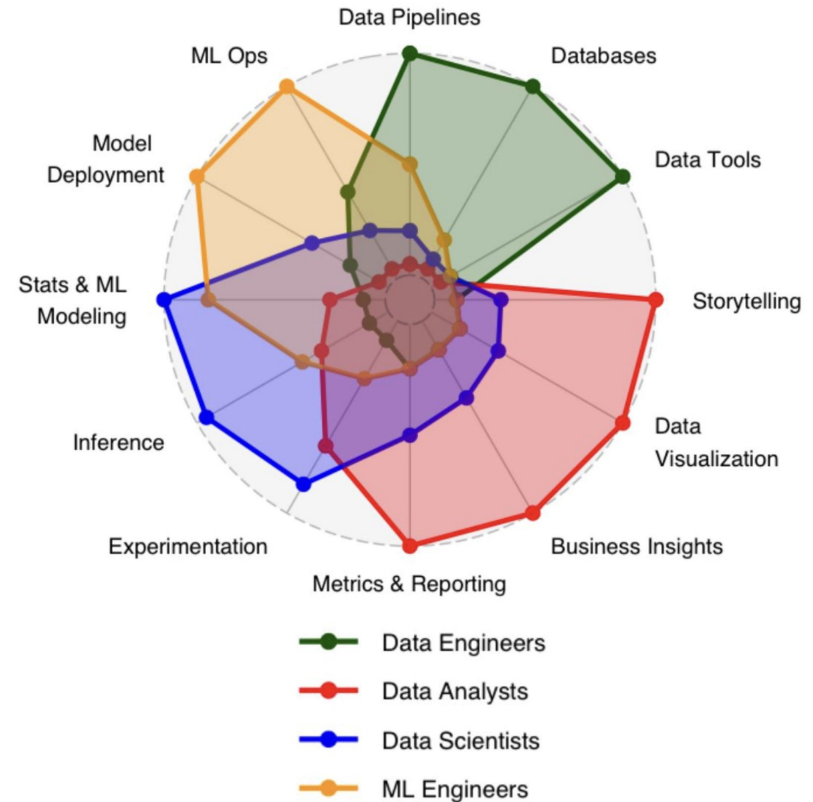 Data Pipelines
ML Ops
Databases
Model
Deployment
Data Tools
Stats & ML
Modeling
Storytelling
Inference
Data
Visualization
Experimentation
Business Insights
Metrics & Reporting
Data Engineers
Data Analysts
Data Scientists
ML Engineers